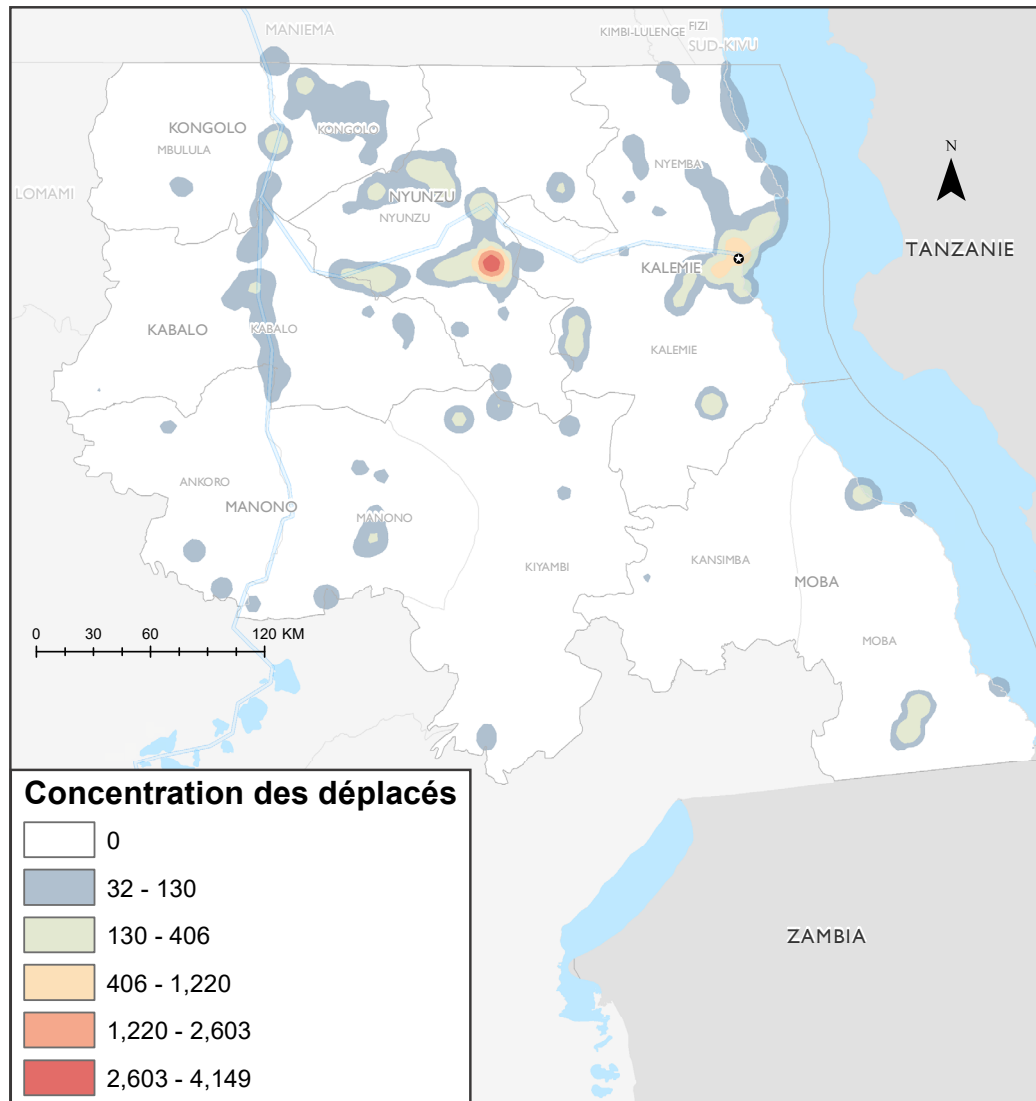 MANIEMA
FIZI
KIMBI-LULENGE
SUD-KIVU
KONGOLO
KONGOLO
MBULULA
NYEMBA
LOMAMI
NYUNZU
NYUNZU
N
TANZANIE
KALEMIE
KABALO
KABALO
KALEMIE
ANKORO
MANONO
MANONO
KIYAMBI
KANSIMBA
MOBA
MOBA
0 30 60 120 KM
Concentration des déplacés
0
32 - 130
130 - 406
406 - 1,220
1,220 - 2,603
2,603 - 4,149
ZAMBIA